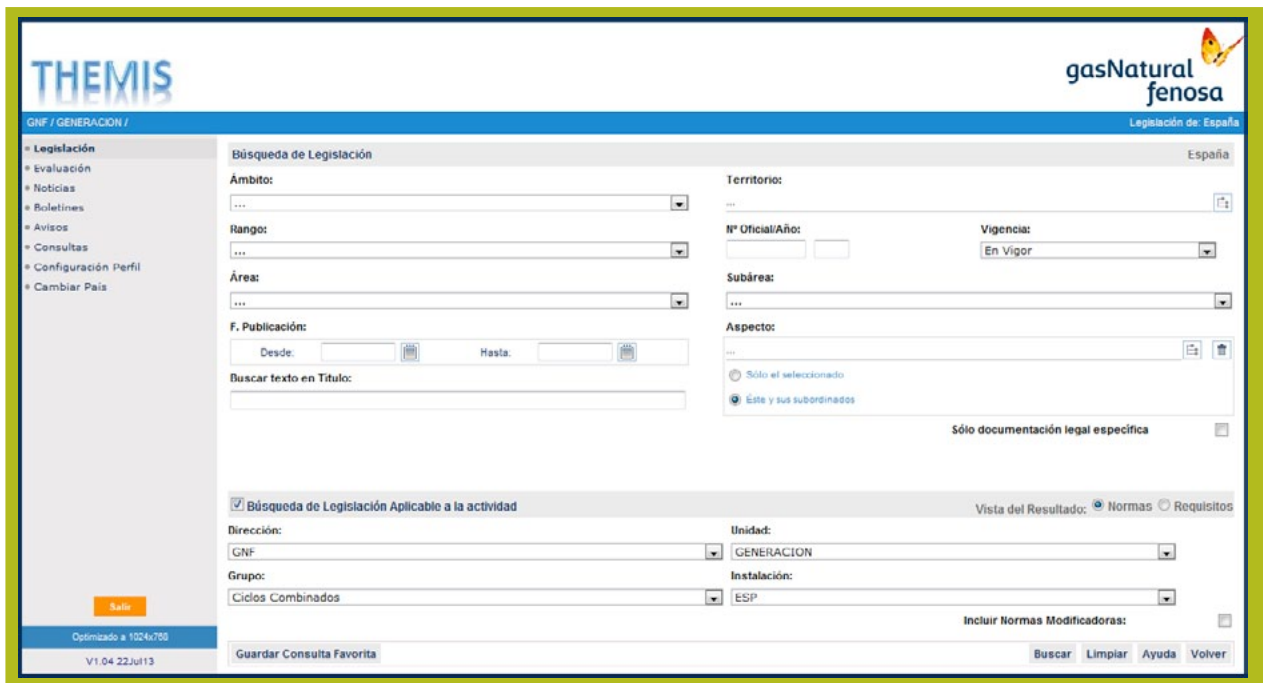 THEMIS
gasNatural
fenosa
GNF / GENERACION /
Legislación de: España
Legislación
Evaluación
Noticias
Boletines
Avisos
Consultas
Configuración Perfil
Cambiar País
Salir
Optimizado a 1024x768
V1.04 22Jul13
Búsqueda de Legislación
España
Ámbito:
...
Territorio:
...
Rango:
...
Nº Oficial/Año:
Vigencia:
En Vigor
Área:
...
Subárea:
...
F. Publicación:
Desde:
Hasta:
Aspecto:
...
Sólo el seleccionado
Éste y sus subordinados
Buscar texto en Título:
Sólo documentación legal específica
Búsqueda de Legislación Aplicable a la actividad
Vista del Resultado: Normas Requisitos
Dirección:
GNF
Unidad:
GENERACION
Grupo:
Ciclos Combinados
Instalación:
ESP
Incluir Normas Modificadoras:
Guardar Consulta Favorita
Buscar Limpiar Ayuda Volver